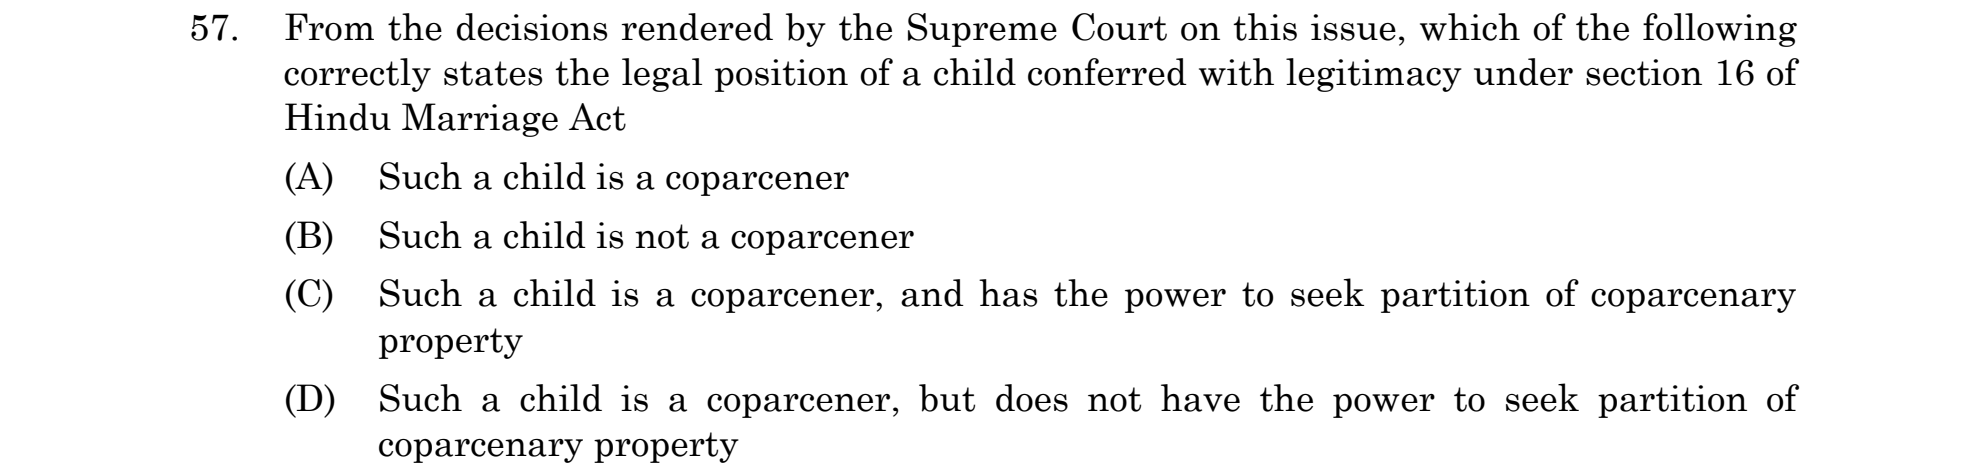 57. From the decisions rendered by the Supreme Court on this issue, which of the following
correctly states the legal position of a child conferred with legitimacy under section 16 of
Hindu Marriage Act
(A) Such a child is a coparcener
(B) Such a child is not a coparcener
(C) Such a child is a coparcener, and has the power to seek partition of coparcenary
property
(D) Such a child is a coparcener, but does not have the power to seek partition of
coparcenary property